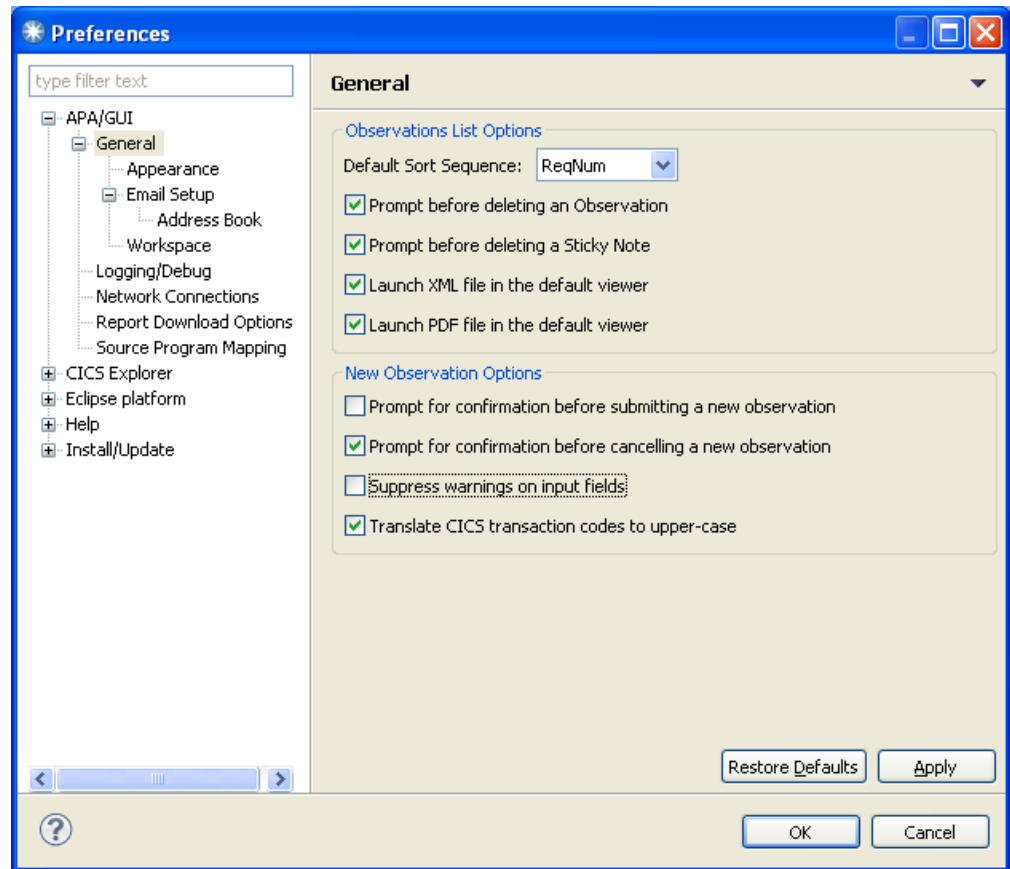 Preferences
type filter text
APA/GUI
General
Appearance
Email Setup
Address Book
Workspace
Logging/Debug
Network Connections
Report Download Options
Source Program Mapping
CICS Explorer
Eclipse platform
Help
Install/Update
General
Observations List Options
Default Sort Sequence: ReqNum
Prompt before deleting an Observation
Prompt before deleting a Sticky Note
Launch XML file in the default viewer
Launch PDF file in the default viewer
New Observation Options
Prompt for confirmation before submitting a new observation
Prompt for confirmation before cancelling a new observation
Suppress warnings on input fields
Translate CICS transaction codes to upper-case
Restore Defaults Apply
? OK Cancel